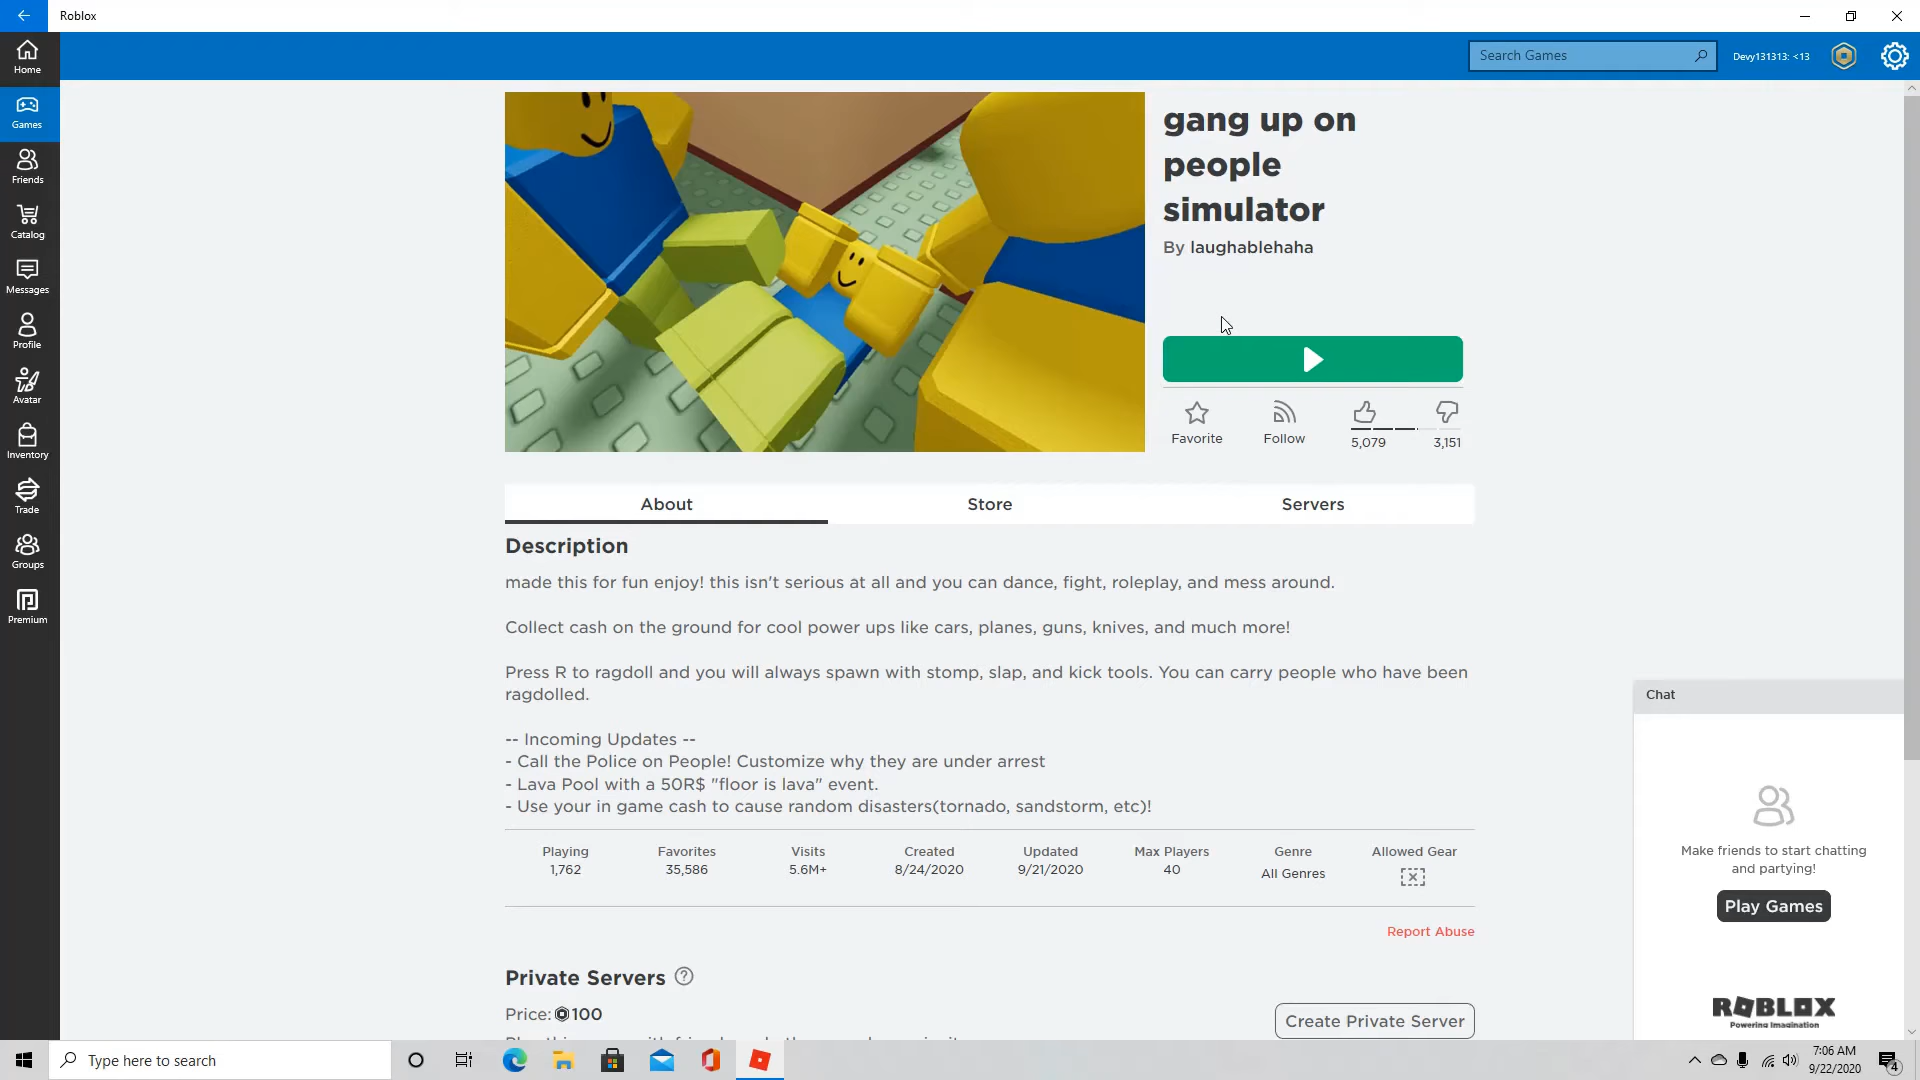 Roblox
Home
Games
Friends
Catalog
Messages
Profile
Avatar
Inventory
Trade
Groups
Premium
Search Games
Devy131313: <13
gang up on
people
simulator
By laughablehaha
Favorite
Follow
5,079
3,151
About
Store
Servers
Description
made this for fun enjoy! this isn't serious at all and you can dance, fight, roleplay, and mess around.
Collect cash on the ground for cool power ups like cars, planes, guns, knives, and much more!
Press R to ragdoll and you will always spawn with stomp, slap, and kick tools. You can carry people who have been
ragdolled.
-- Incoming Updates --
- Call the Police on People! Customize why they are under arrest
- Lava Pool with a 50R$ "floor is lava" event.
- Use your in game cash to cause random disasters(tornado, sandstorm, etc)!
Playing
1,762
Favorites
35,586
Visits
5.6M+
Created
8/24/2020
Updated
9/21/2020
Max Players
40
Genre
All Genres
Allowed Gear
Report Abuse
Private Servers
Price: 100
Create Private Server
Chat
Make friends to start chatting
and partying!
Play Games
ROBLOX
Powering Imagination
Type here to search
7:06 AM
9/22/2020
4